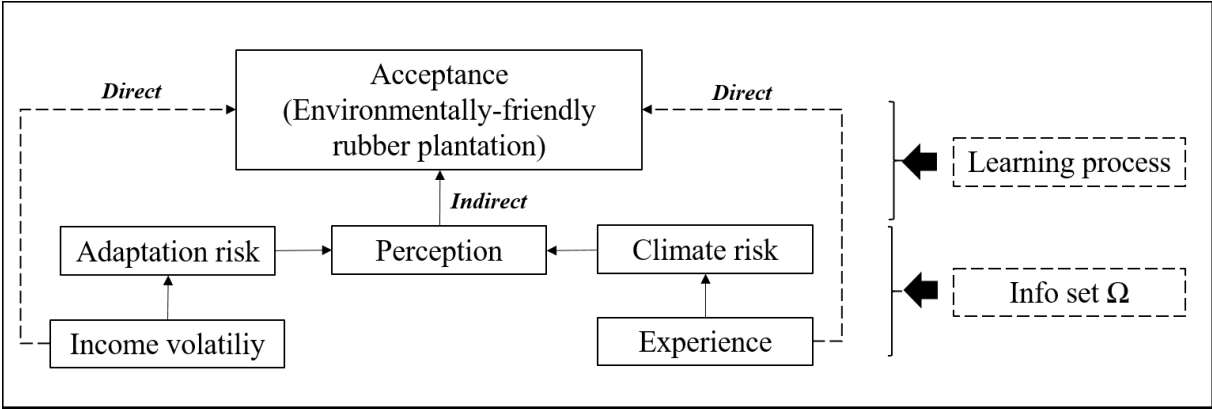 Direct
Acceptance
(Environmentally-friendly
rubber plantation)
Direct
Learning process
Indirect
Adaptation risk
Perception
Climate risk
Info set Ω
Income volatiliy
Experience